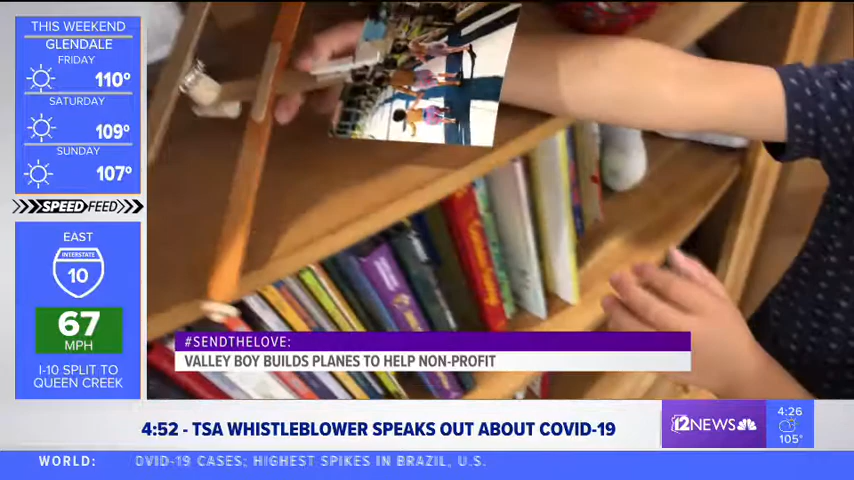 THIS WEEKEND
GLENDALE
FRIDAY
110°
SATURDAY
109°
SUNDAY
107°
SPEEDFEED
EAST
INTERSTATE
10
67
MPH
I-10 SPLIT TO
QUEEN CREEK
#SENDTHELOVE:
VALLEY BOY BUILDS PLANES TO HELP NON-PROFIT
4:52 - TSA WHISTLEBLOWER SPEAKS OUT ABOUT COVID-19
12NEWS
4:26
105°
WORLD: OVID-19 CASES; HIGHEST SPIKES IN BRAZIL, U.S.